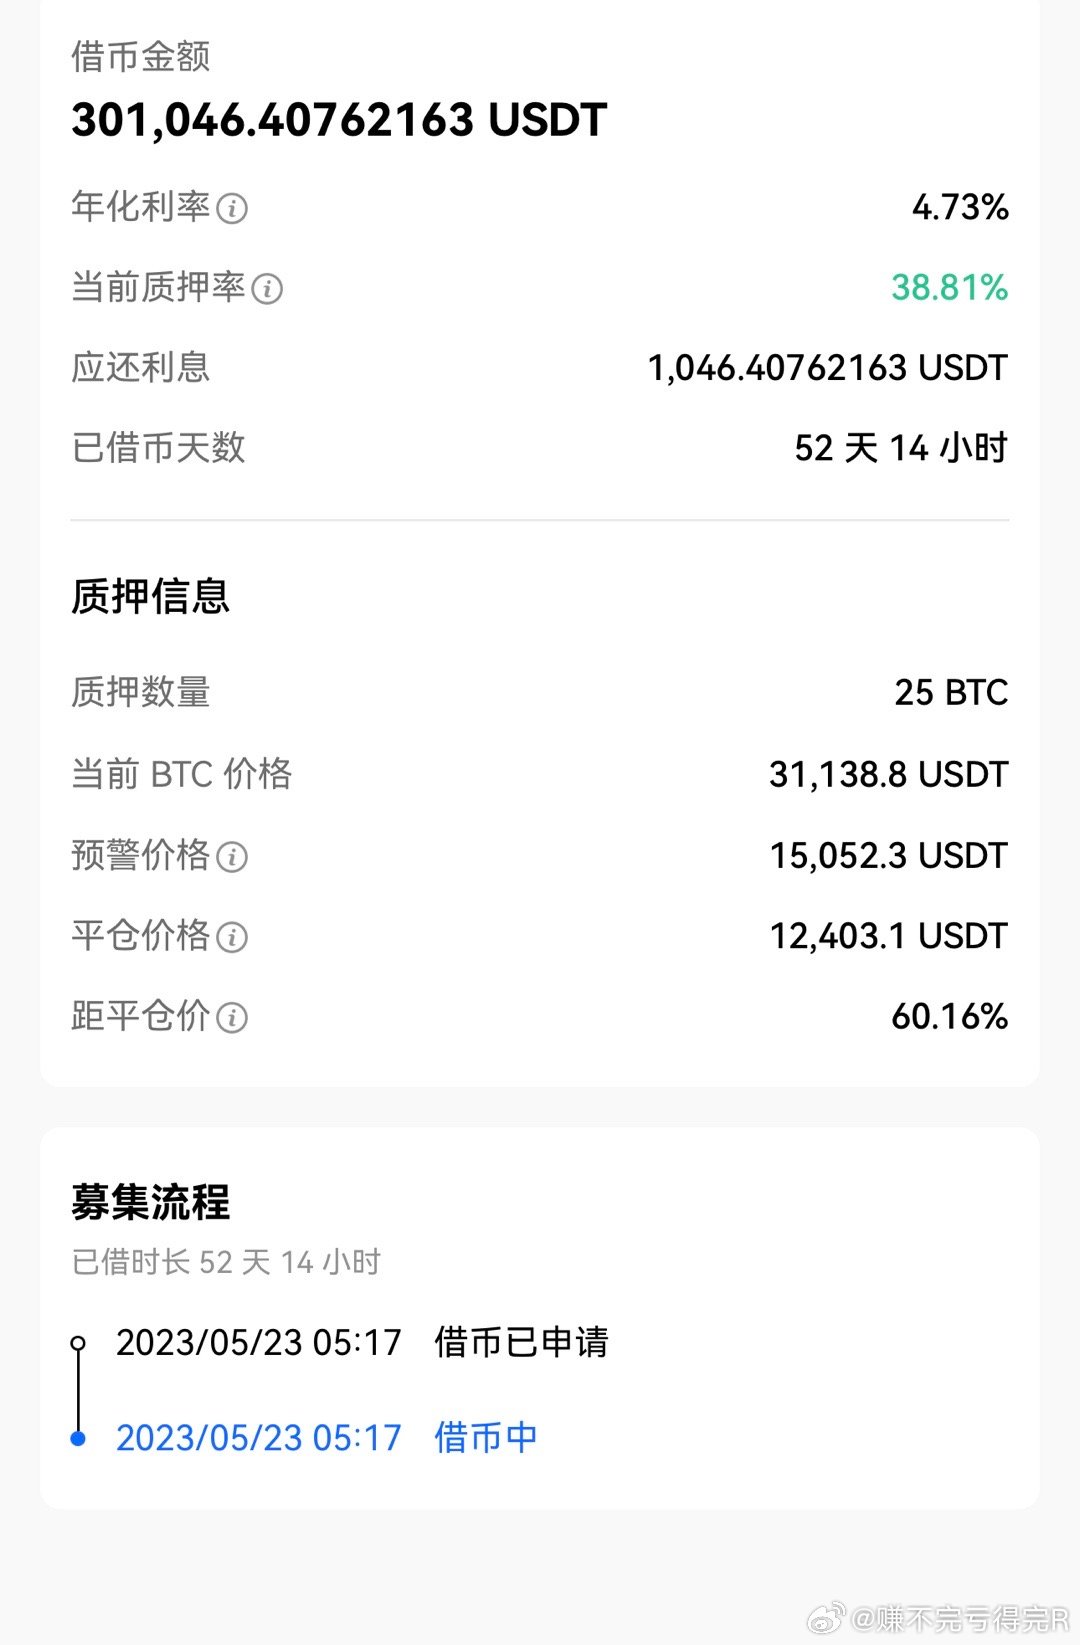 借币金额
301,046.40762163 USDT
年化利率 4.73%
当前质押率 38.81%
应还利息 1,046.40762163 USDT
已借币天数 52 天 14 小时
质押信息
质押数量 25 BTC
当前 BTC 价格 31,138.8 USDT
预警价格 15,052.3 USDT
平仓价格 12,403.1 USDT
距平仓价 60.16%
募集流程
已借时长 52 天 14 小时
2023/05/23 05:17 借币已申请
2023/05/23 05:17 借币中
@赚不完亏得完R